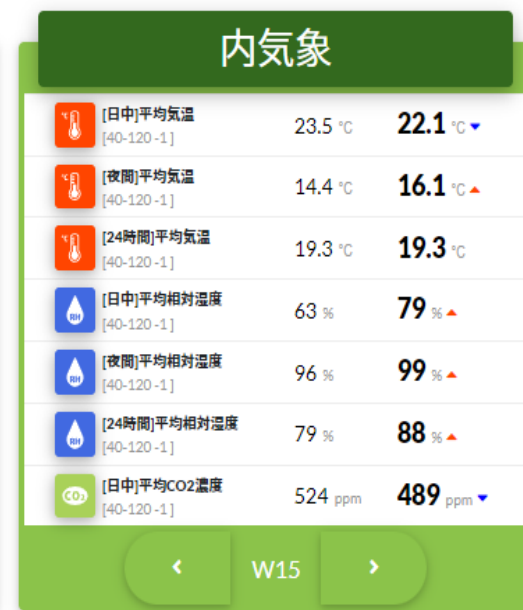 内気象
℃ [日中]平均気温 23.5 ℃ 22.1 ℃
[40-120 -1 ]
℃ [夜間]平均気温 14.4 ℃ 16.1 ℃
[40-120 -1 ]
℃ [24時間]平均気温 19.3 ℃ 19.3 ℃
[40-120 -1 ]
RH [日中]平均相対湿度 63 % 79 %
[40-120 -1 ]
RH [夜間]平均相対湿度 96 % 99 %
[40-120 -1 ]
RH [24時間]平均相対湿度 79 % 88 %
[40-120 -1 ]
CO2 [日中]平均CO2濃度 524 ppm 489 ppm
[40-120 -1 ]
W15